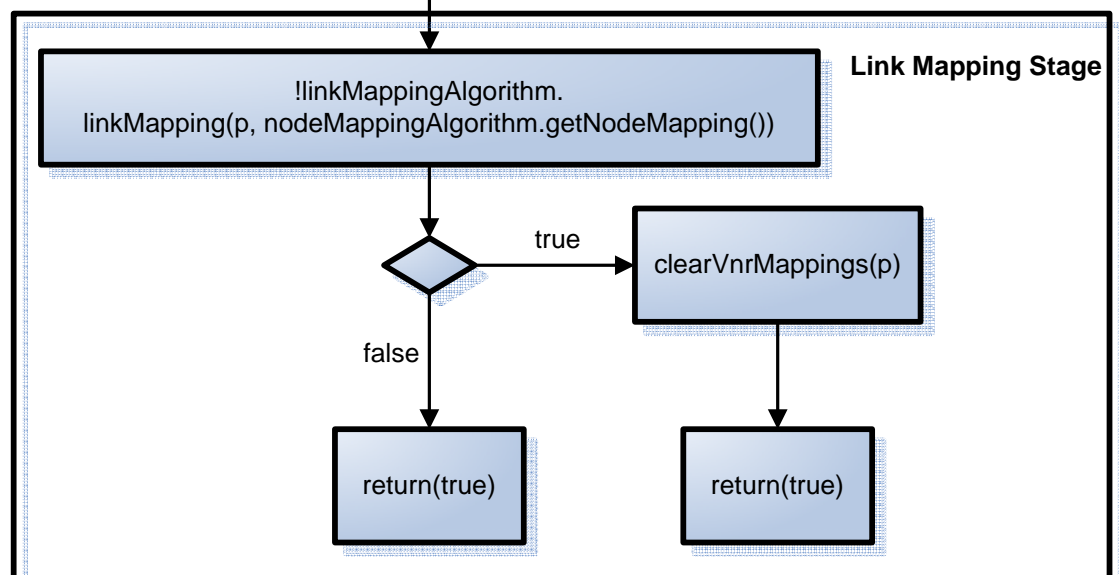 Link Mapping Stage
!linkMappingAlgorithm.
linkMapping(p, nodeMappingAlgorithm.getNodeMapping())
true
clearVnrMappings(p)
false
return(true)
return(true)